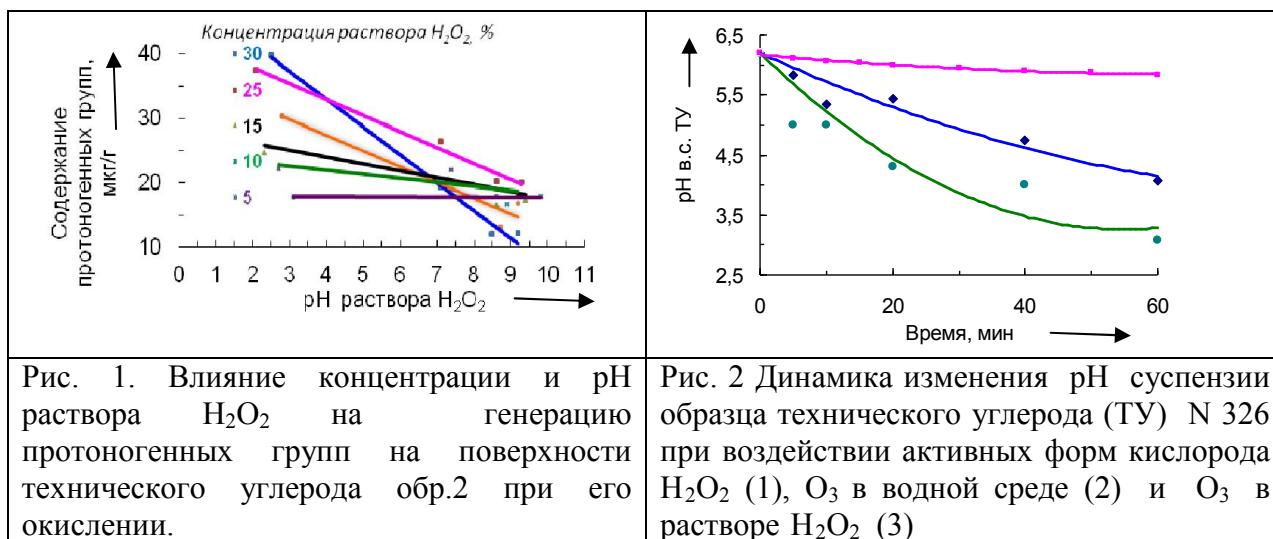 Концентрация раствора H₂O₂, %
40
30
20
10
30
25
15
10
5
Содержание
протоногенных групп,
мкг/г
0 1 2 3 4 5 6 7 8 9 10 11
pH раствора H₂O₂
6,5
5,5
4,5
3,5
2,5
pH в.с. ТУ
0 20 40 60
Время, мин
Рис. 1. Влияние концентрации и pH
раствора H₂O₂ на генерацию
протоногенных групп на поверхности
технического углерода обр.2 при его
окислении.
Рис. 2 Динамика изменения pH суспензии
образца технического углерода (ТУ) N 326
при воздействии активных форм кислорода
H₂O₂ (1), O₃ в водной среде (2) и O₃ в
растворе H₂O₂ (3)